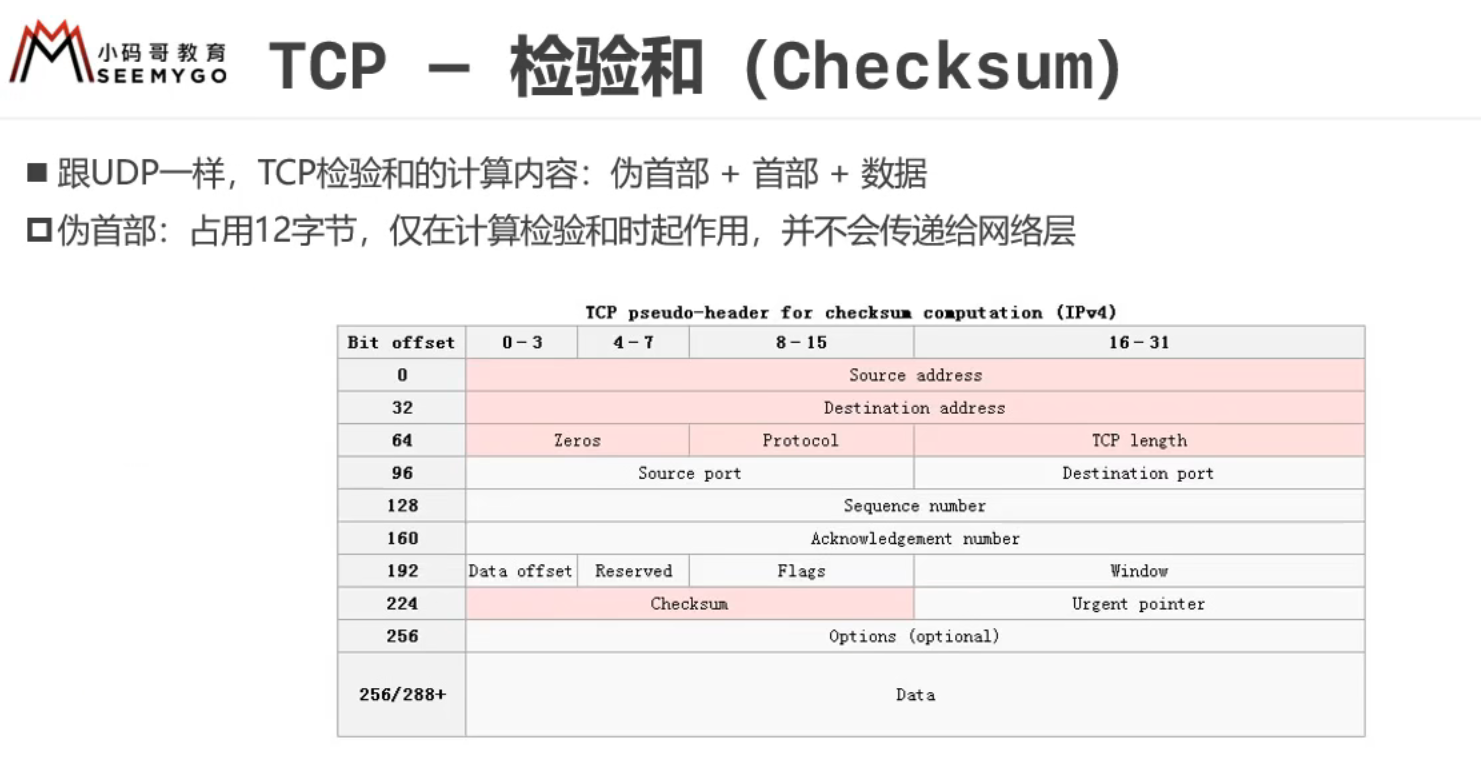 小码哥教育
SEEMYGO
TCP – 检验和（Checksum）
■ 跟UDP一样，TCP检验和的计算内容：伪首部 + 首部 + 数据
伪首部：占用12字节，仅在计算检验和时起作用，并不会传递给网络层
TCP pseudo-header for checksum computation (IPv4)
Bit offset 0-3 4-7 8-15 16-31
0 Source address
32 Destination address
64 Zeros Protocol TCP length
96 Source port Destination port
128 Sequence number
160 Acknowledgement number
192 Data offset Reserved Flags Window
224 Checksum Urgent pointer
256 Options (optional)
256/288+ Data